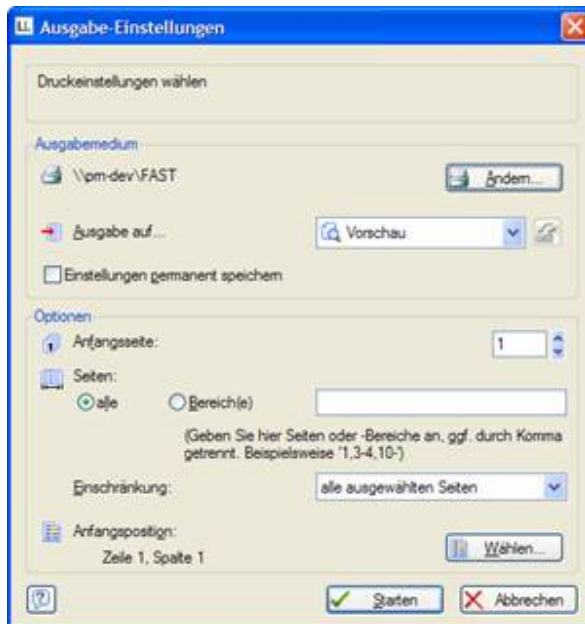 LL Ausgabe-Einstellungen
Druckeinstellungen wählen
Ausgabemedium
\\pm-dev\FAST
Ändern...
Ausgabe auf...
Vorschau
Einstellungen permanent speichern
Optionen
Anfangsseite:
1
Seiten:
alle
Bereich(e)
(Geben Sie hier Seiten oder -Bereiche an, ggf. durch Komma
getrennt. Beispielsweise '1,3-4,10-')
Einschränkung:
alle ausgewählten Seiten
Anfangsposition:
Zeile 1, Spalte 1
Wählen...
?
Starten
Abbrechen